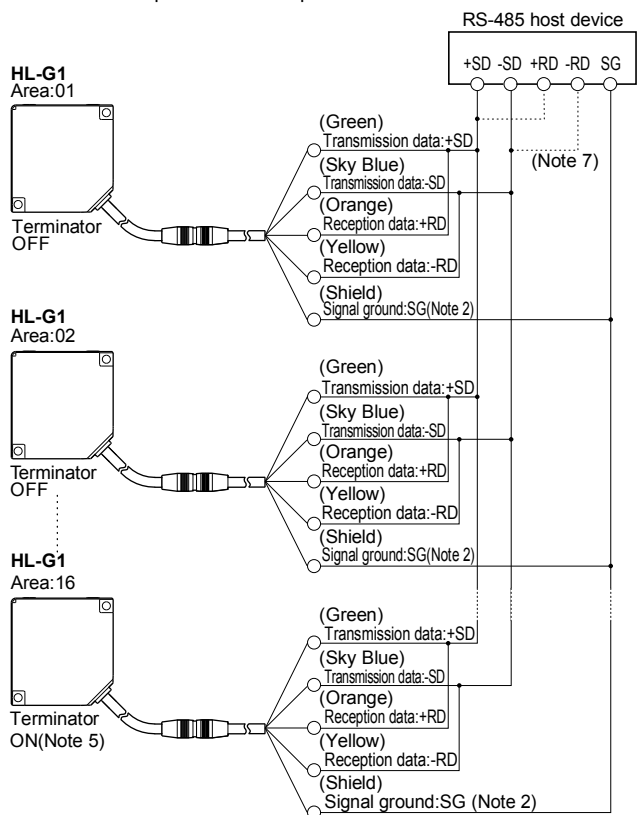 RS-485 host device
+SD -SD +RD -RD SG
HL-G1
Area:01
Terminator
OFF
(Green)
Transmission data:+SD
(Sky Blue)
Transmission data:-SD
(Orange)
Reception data:+RD
(Yellow)
Reception data:-RD
(Shield)
Signal ground:SG(Note 2)
(Note 7)
HL-G1
Area:02
Terminator
OFF
(Green)
Transmission data:+SD
(Sky Blue)
Transmission data:-SD
(Orange)
Reception data:+RD
(Yellow)
Reception data:-RD
(Shield)
Signal ground:SG(Note 2)
HL-G1
Area:16
Terminator
ON(Note 5)
(Green)
Transmission data:+SD
(Sky Blue)
Transmission data:-SD
(Orange)
Reception data:+RD
(Yellow)
Reception data:-RD
(Shield)
Signal ground:SG (Note 2)